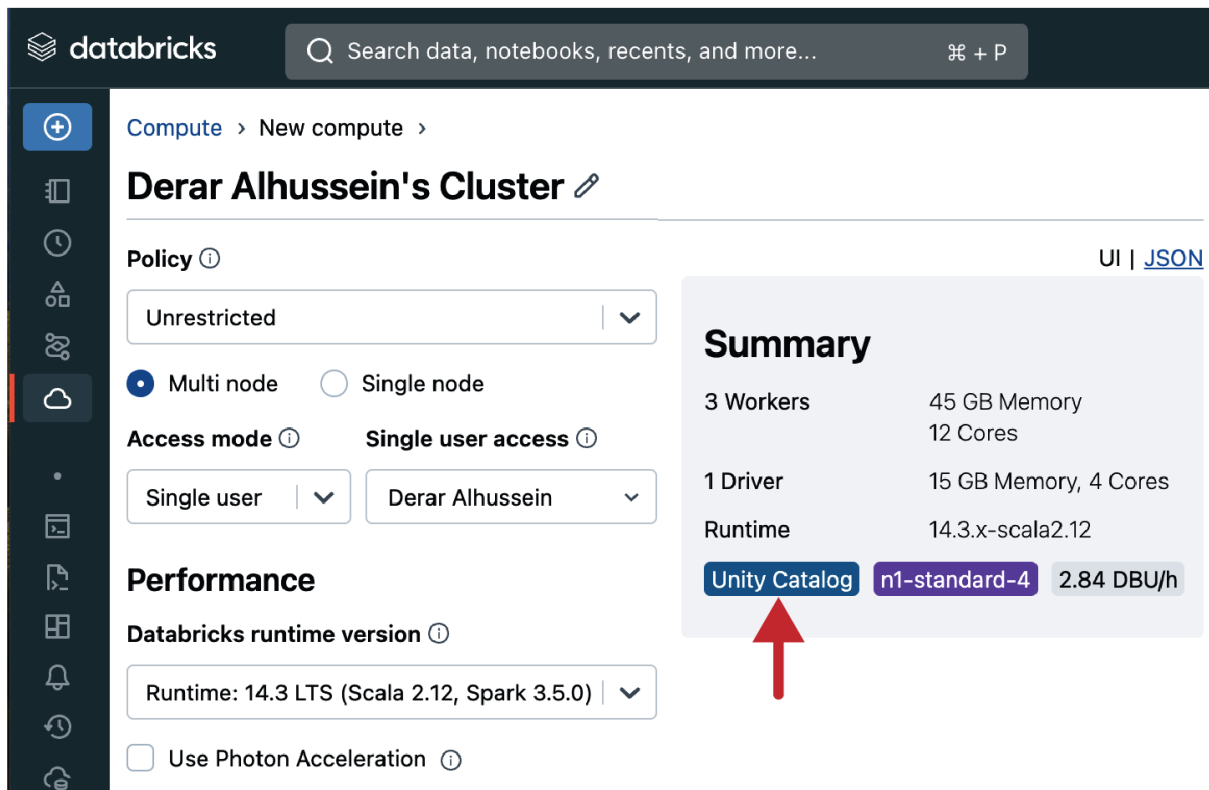 databricks
Search data, notebooks, recents, and more...
⌘ + P
Compute › New compute ›
Derar Alhussein's Cluster
Policy
UI | JSON
Unrestricted
Multi node
Single node
Access mode
Single user access
Single user
Derar Alhussein
Summary
3 Workers
45 GB Memory
12 Cores
1 Driver
15 GB Memory, 4 Cores
Runtime
14.3.x-scala2.12
Unity Catalog
n1-standard-4
2.84 DBU/h
Performance
Databricks runtime version
Runtime: 14.3 LTS (Scala 2.12, Spark 3.5.0)
Use Photon Acceleration